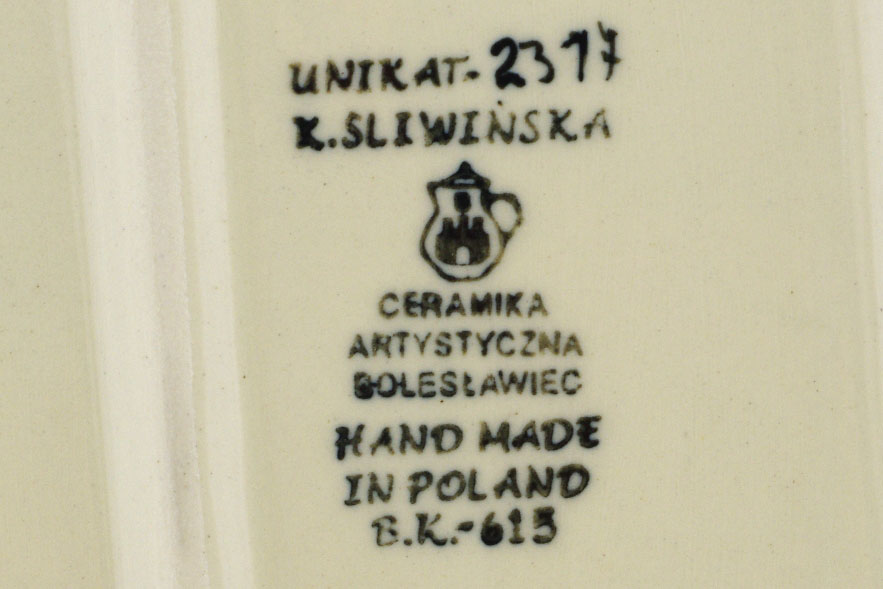 UNIKAT-2317
K.SLIWIŃSKA
CERAMIKA
ARTYSTYCZNA
BOLESŁAWIEC
HAND MADE
IN POLAND
B.K.-615